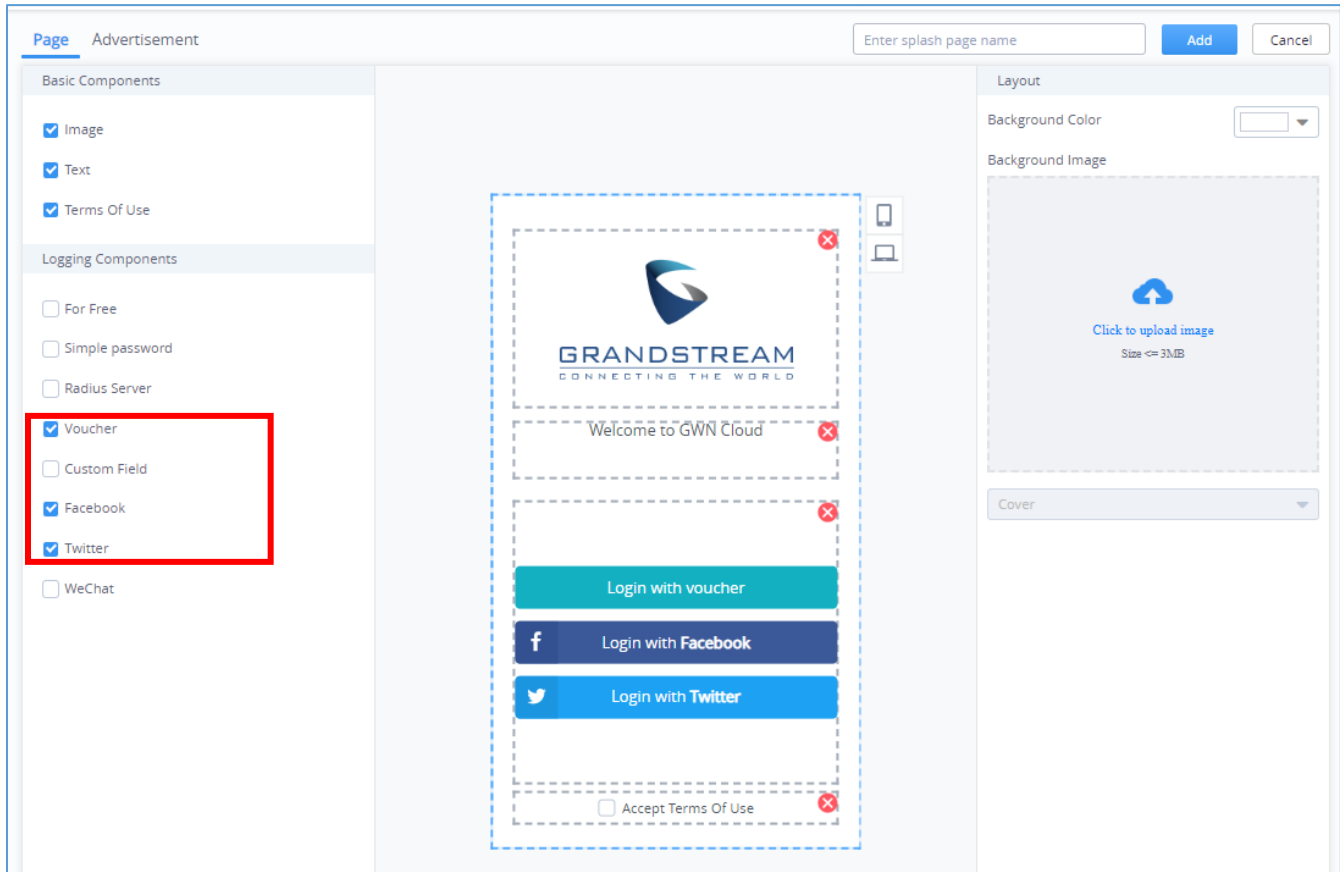 Page Advertisement
Enter splash page name
Add
Cancel
Basic Components
Image
Text
Terms Of Use
Logging Components
For Free
Simple password
Radius Server
Voucher
Custom Field
Facebook
Twitter
WeChat
GRANDSTREAM
CONNECTING THE WORLD
Welcome to GWN Cloud
Login with voucher
f Login with Facebook
Login with Twitter
Accept Terms Of Use
Layout
Background Color
Background Image
Click to upload image
Size <= 3MB
Cover